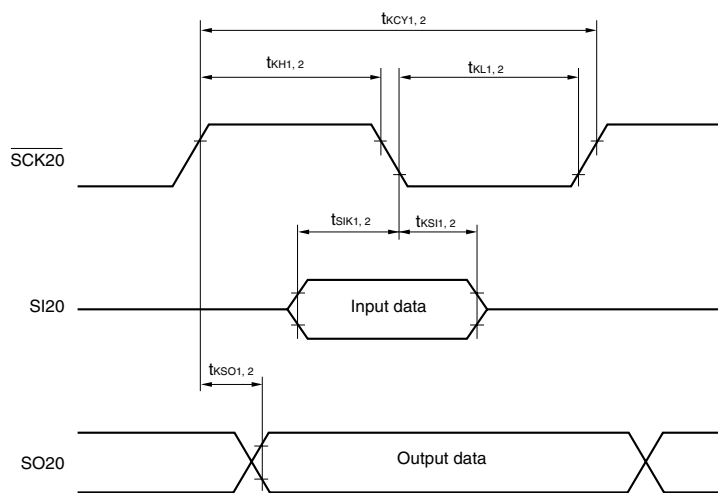 tKCY1, 2
tKH1, 2
tKL1, 2
SCK20
tSIK1, 2
tKSI1, 2
SI20
Input data
tKSO1, 2
SO20
Output data